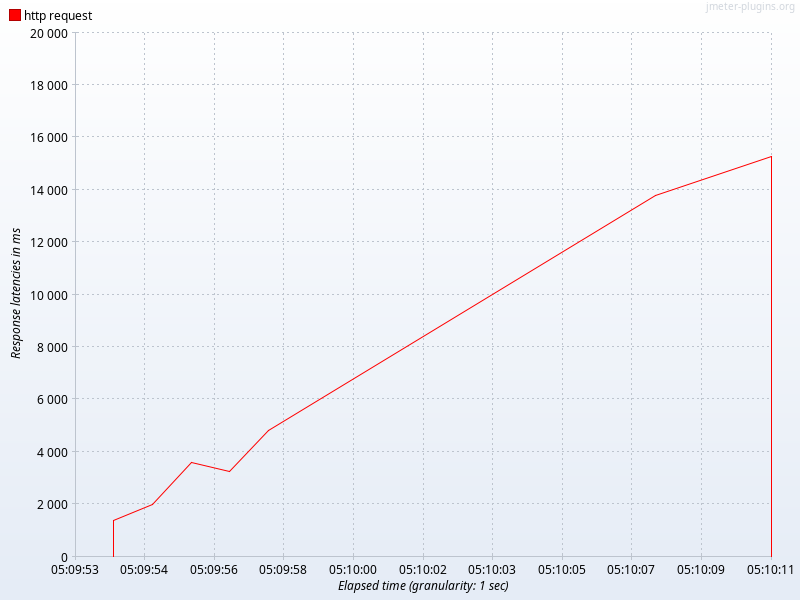 jmeter-plugins.org
http request
20 000
18 000
16 000
14 000
12 000
10 000
8 000
6 000
4 000
2 000
0
Response latencies in ms
05:09:53 05:09:54 05:09:56 05:09:58 05:10:00 05:10:02 05:10:03 05:10:05 05:10:07 05:10:09 05:10:11
Elapsed time (granularity: 1 sec)